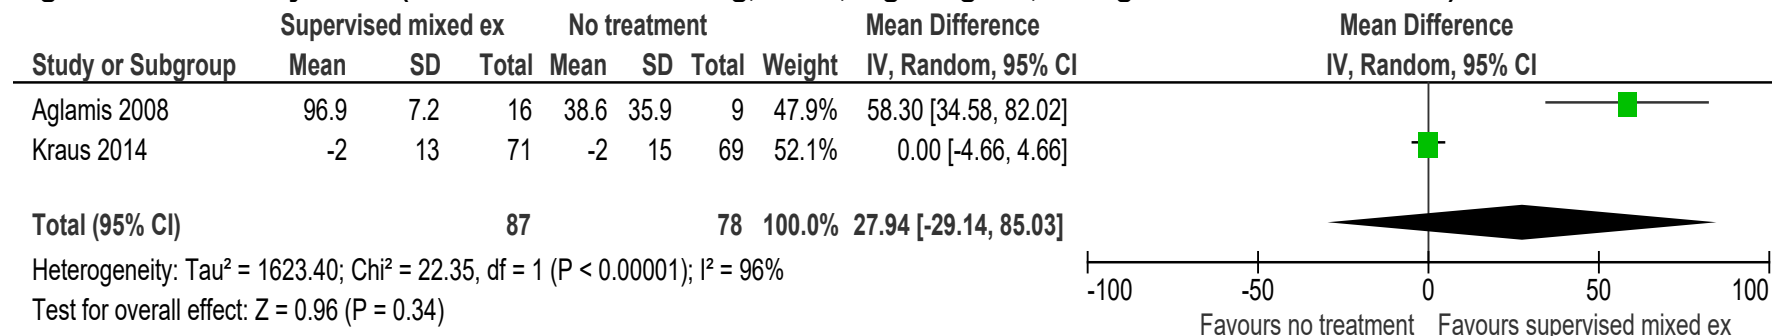 Supervised mixed ex No treatment Mean Difference Mean Difference
Study or Subgroup Mean SD Total Mean SD Total Weight IV, Random, 95% CI IV, Random, 95% CI
Aglamis 2008 96.9 7.2 16 38.6 35.9 9 47.9% 58.30 [34.58, 82.02]
Kraus 2014 -2 13 71 -2 15 69 52.1% 0.00 [-4.66, 4.66]
Total (95% CI) 87 78 100.0% 27.94 [-29.14, 85.03]
Heterogeneity: Tau² = 1623.40; Chi² = 22.35, df = 1 (P < 0.00001); I² = 96%
Test for overall effect: Z = 0.96 (P = 0.34)
-100 -50 0 50 100
Favours no treatment Favours supervised mixed ex